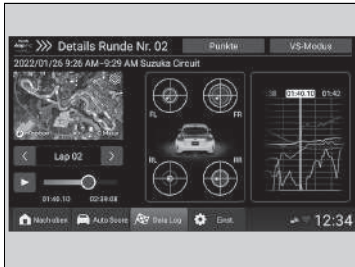 Details Runde Nr. 02
Punkte
VS-Modus
2022/01/26 9:26 AM–9:29 AM Suzuka Circuit
FL
FR
01:40.10 01:42
Lap 02
RL
RR
01:40.10 02:39.08
Nach oben
Auto Score
Data Log
Einst.
12:34